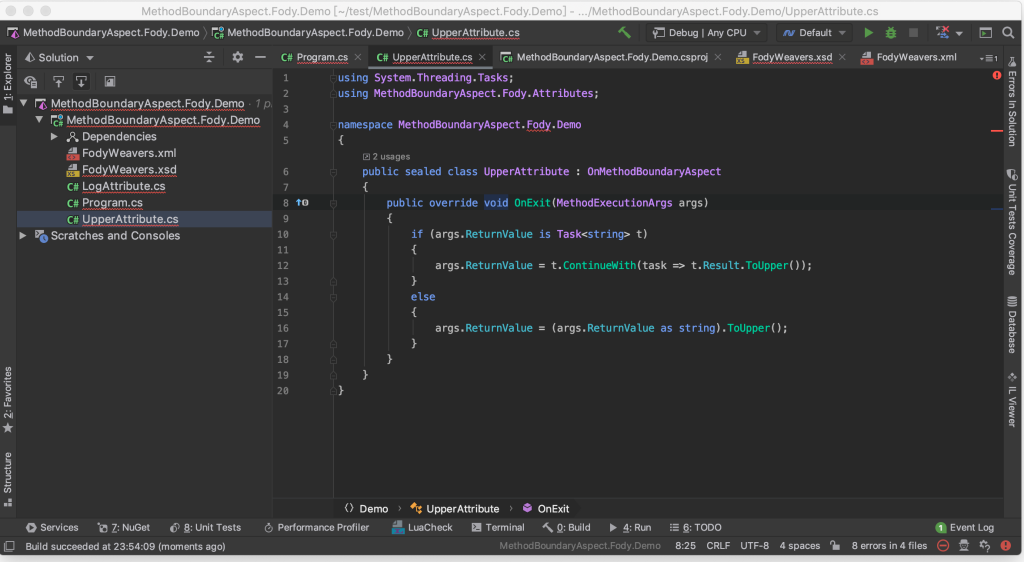 MethodBoundaryAspect.Fody.Demo [~/test/MethodBoundaryAspect.Fody.Demo] - .../MethodBoundaryAspect.Fody.Demo/UpperAttribute.cs
MethodBoundaryAspect.Fody.Demo MethodBoundaryAspect.Fody.Demo C# UpperAttribute.cs Debug | Any CPU Default
1: Explorer
Solution
C# Program.cs C# UpperAttribute.cs MethodBoundaryAspect.Fody.Demo.csproj FodyWeavers.xsd FodyWeavers.xml 1
MethodBoundaryAspect.Fody.Demo · 1 p
MethodBoundaryAspect.Fody.Demo
Dependencies
FodyWeavers.xml
FodyWeavers.xsd
C# LogAttribute.cs
C# Program.cs
C# UpperAttribute.cs
Scratches and Consoles
1 using System.Threading.Tasks;
2 using MethodBoundaryAspect.Fody.Attributes;
3
4 namespace MethodBoundaryAspect.Fody.Demo
5 {
2 usages
6 public sealed class UpperAttribute : OnMethodBoundaryAspect
7 {
8 public override void OnExit(MethodExecutionArgs args)
9 {
10 if (args.ReturnValue is Task<string> t)
11 {
12 args.ReturnValue = t.ContinueWith(task => t.Result.ToUpper());
13 }
14 else
15 {
16 args.ReturnValue = (args.ReturnValue as string).ToUpper();
17 }
18 }
19 }
20 }
Errors In Solution
Unit Tests Coverage
Database
IL Viewer
2: Favorites
Structure
Demo UpperAttribute OnExit
Services 7: NuGet 8: Unit Tests Performance Profiler LuaCheck Terminal 0: Build 4: Run 6: TODO 1 Event Log
Build succeeded at 23:54:09 (moments ago) MethodBoundaryAspect.Fody.Demo 8:25 CRLF UTF-8 4 spaces 8 errors in 4 files